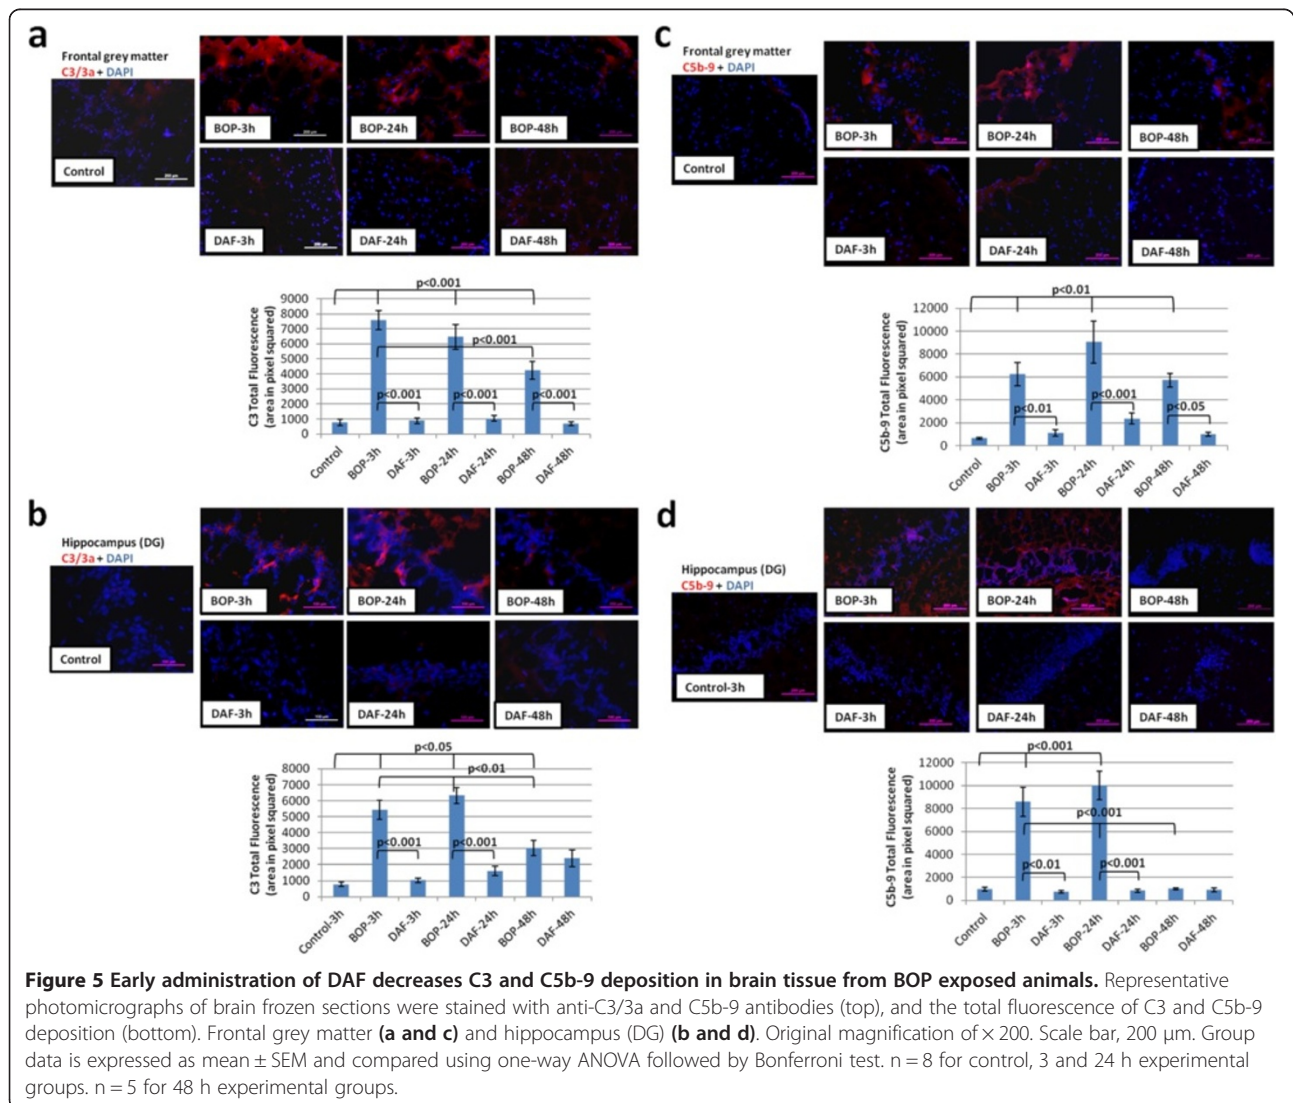 a
Frontal grey matter
C3/3a + DAPI
Control
BOP-3h
BOP-24h
BOP-48h
DAF-3h
DAF-24h
DAF-48h
p<0.001
p<0.001
p<0.001
p<0.001
p<0.001
C3 Total Fluorescence
(area in pixel squared)
9000
8000
7000
6000
5000
4000
3000
2000
1000
0
Control
BOP-3h
DAF-3h
BOP-24h
DAF-24h
BOP-48h
DAF-48h
c
Frontal grey matter
C5b-9 + DAPI
Control
BOP-3h
BOP-24h
BOP-48h
DAF-3h
DAF-24h
DAF-48h
p<0.01
p<0.01
p<0.001
p<0.05
C5b-9 Total Fluorescence
(area in pixel squared)
12000
10000
8000
6000
4000
2000
0
Control
BOP-3h
DAF-3h
BOP-24h
DAF-24h
BOP-48h
DAF-48h
b
Hippocampus (DG)
C3/3a + DAPI
Control
BOP-3h
BOP-24h
BOP-48h
DAF-3h
DAF-24h
DAF-48h
p<0.05
p<0.01
p<0.001
p<0.001
C3 Total Fluorescence
(area in pixel squared)
8000
7000
6000
5000
4000
3000
2000
1000
0
Control-3h
BOP-3h
DAF-3h
BOP-24h
DAF-24h
BOP-48h
DAF-48h
d
Hippocampus (DG)
C5b-9 + DAPI
Control-3h
BOP-3h
BOP-24h
BOP-48h
DAF-3h
DAF-24h
DAF-48h
p<0.001
p<0.001
p<0.01
p<0.001
C5b-9 Total Fluorescence
(area in pixel squared)
12000
10000
8000
6000
4000
2000
0
Control
BOP-3h
DAF-3h
BOP-24h
DAF-24h
BOP-48h
DAF-48h
Figure 5 Early administration of DAF decreases C3 and C5b-9 deposition in brain tissue from BOP exposed animals. Representative
photomicrographs of brain frozen sections were stained with anti-C3/3a and C5b-9 antibodies (top), and the total fluorescence of C3 and C5b-9
deposition (bottom). Frontal grey matter (a and c) and hippocampus (DG) (b and d). Original magnification of × 200. Scale bar, 200 μm. Group
data is expressed as mean ± SEM and compared using one-way ANOVA followed by Bonferroni test. n = 8 for control, 3 and 24 h experimental
groups. n = 5 for 48 h experimental groups.